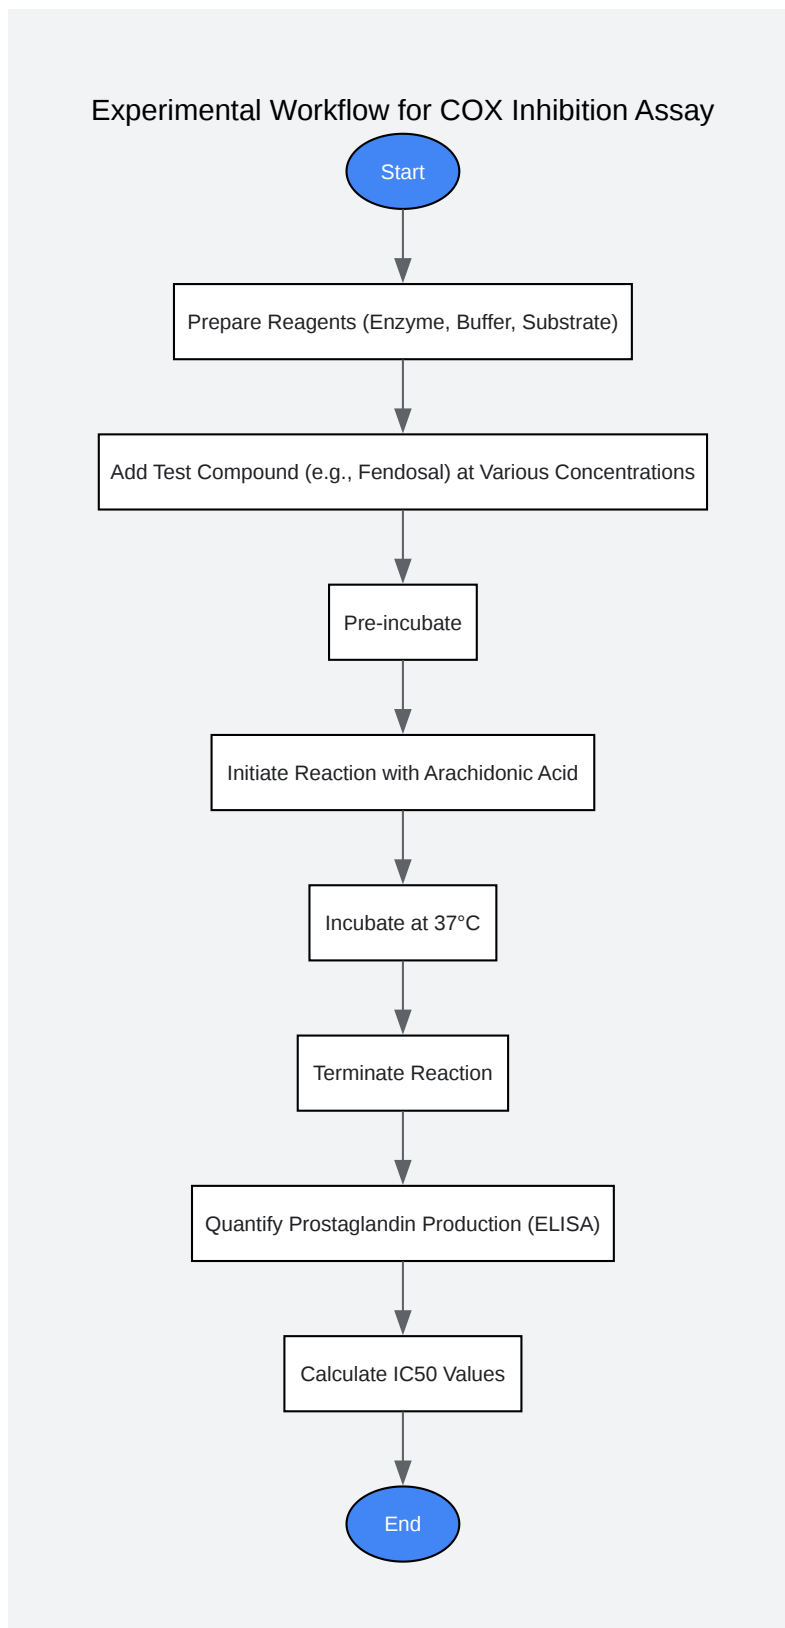 Experimental Workflow for COX Inhibition Assay
Start
Prepare Reagents (Enzyme, Buffer, Substrate)
Add Test Compound (e.g., Fendosal) at Various Concentrations
Pre-incubate
Initiate Reaction with Arachidonic Acid
Incubate at 37°C
Terminate Reaction
Quantify Prostaglandin Production (ELISA)
Calculate IC50 Values
End